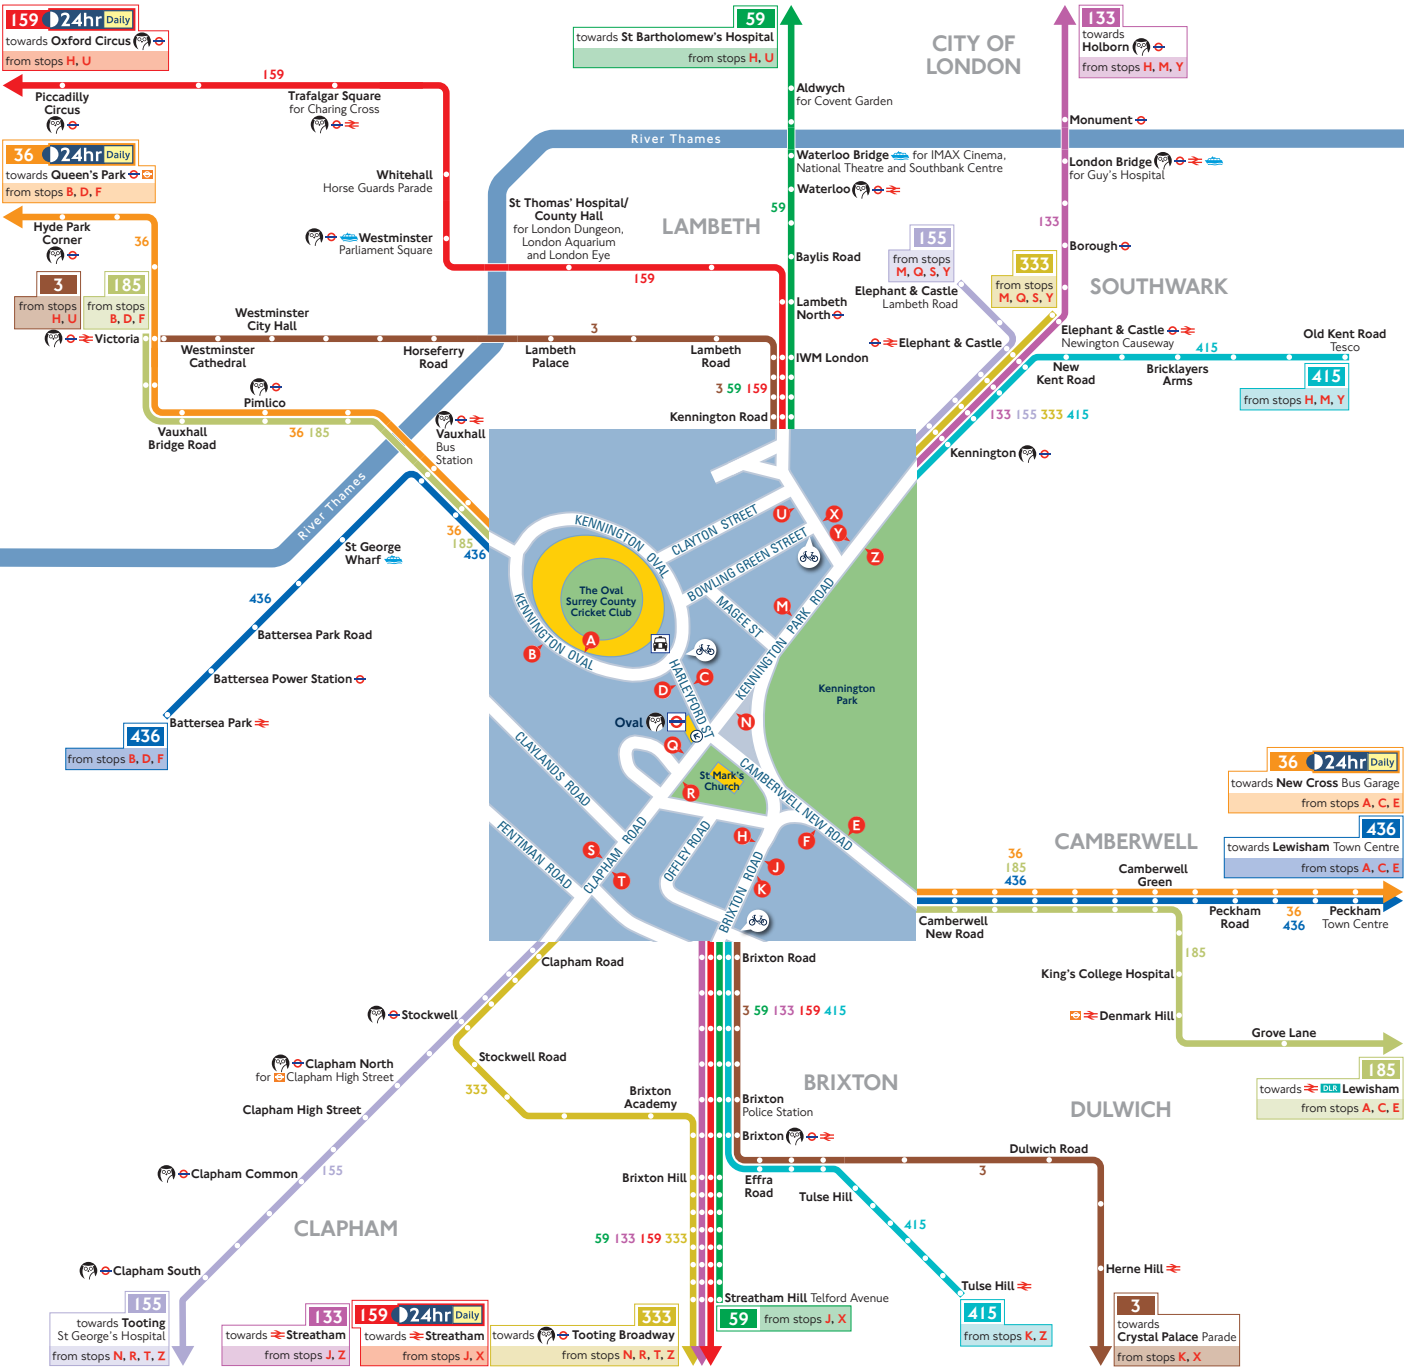 159 24hr Daily
towards Oxford Circus
from stops H, U
159
Piccadilly
Circus
Trafalgar Square
for Charing Cross
36 24hr Daily
towards Queen's Park
from stops B, D, F
Hyde Park
Corner
36
Whitehall
Horse Guards Parade
Westminster
Parliament Square
59
towards St Bartholomew's Hospital
from stops H, U
Aldwych
for Covent Garden
River Thames
Waterloo Bridge for IMAX Cinema,
National Theatre and Southbank Centre
Waterloo
59
Baylis Road
Lambeth
North
IWM London
3 59 159
Kennington Road
St Thomas' Hospital/
County Hall
for London Dungeon,
London Aquarium
and London Eye
159
LAMBETH
CITY OF
LONDON
133
towards
Holborn
from stops H, M, Y
Monument
London Bridge
for Guy's Hospital
133
Borough
SOUTHWARK
155
from stops
M, Q, S, Y
Elephant & Castle
Lambeth Road
Elephant & Castle
333
from stops
M, Q, S, Y
Elephant & Castle
Newington Causeway
415
New
Kent Road
Bricklayers
Arms
Old Kent Road
Tesco
415
from stops H, M, Y
133 155 333 415
Kennington
3
from stops
H, U
185
from stops
B, D, F
Victoria
Westminster
City Hall
Westminster
Cathedral
Horseferry
Road
3
Lambeth
Palace
Lambeth
Road
Pimlico
Vauxhall
Bridge Road
36 185
Vauxhall
Bus
Station
36
185
436
River Thames
St George
Wharf
436
Battersea Park Road
Battersea Power Station
Battersea Park
436
from stops B, D, F
KENNINGTON OVAL
CLAYTON STREET
BOWLING GREEN STREET
MAGEE ST
KENNINGTON PARK ROAD
KENNINGTON OVAL
HARLEYFORD ST
The Oval
Surrey County
Cricket Club
Kennington
Park
Oval
K
St Mark's
Church
CLAYLANDS ROAD
FENTIMAN ROAD
CLAPHAM ROAD
OFFLEY ROAD
BRIXTON ROAD
CAMBERWELL NEW ROAD
U
X
Y
Z
M
A
B
C
D
N
Q
R
E
F
H
J
K
S
T
36 24hr Daily
towards New Cross Bus Garage
from stops A, C, E
436
towards Lewisham Town Centre
from stops A, C, E
CAMBERWELL
36
185
436
Camberwell
Green
Camberwell
New Road
Peckham
Road
36
436
Peckham
Town Centre
185
King's College Hospital
Denmark Hill
Grove Lane
185
towards DLR Lewisham
from stops A, C, E
Clapham Road
Stockwell
Clapham North
for Clapham High Street
Clapham High Street
Clapham Common
155
CLAPHAM
Clapham South
155
towards Tooting
St George's Hospital
from stops N, R, T, Z
Stockwell Road
333
Brixton
Academy
Brixton Hill
59 133 159 333
Brixton Road
3 59 133 159 415
BRIXTON
Brixton
Police Station
Brixton
Effra
Road
Tulse Hill
415
Tulse Hill
415
from stops K, Z
DULWICH
Dulwich Road
3
Herne Hill
3
towards
Crystal Palace Parade
from stops K, X
Streatham Hill Telford Avenue
59
from stops J, X
133
towards Streatham
from stops J, Z
159 24hr Daily
towards Streatham
from stops J, X
333
towards Tooting Broadway
from stops N, R, T, Z